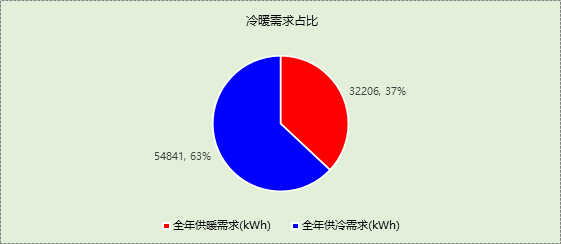 冷暖需求占比
32206, 37%
54841, 63%
全年供暖需求(kWh)
全年供冷需求(kWh)